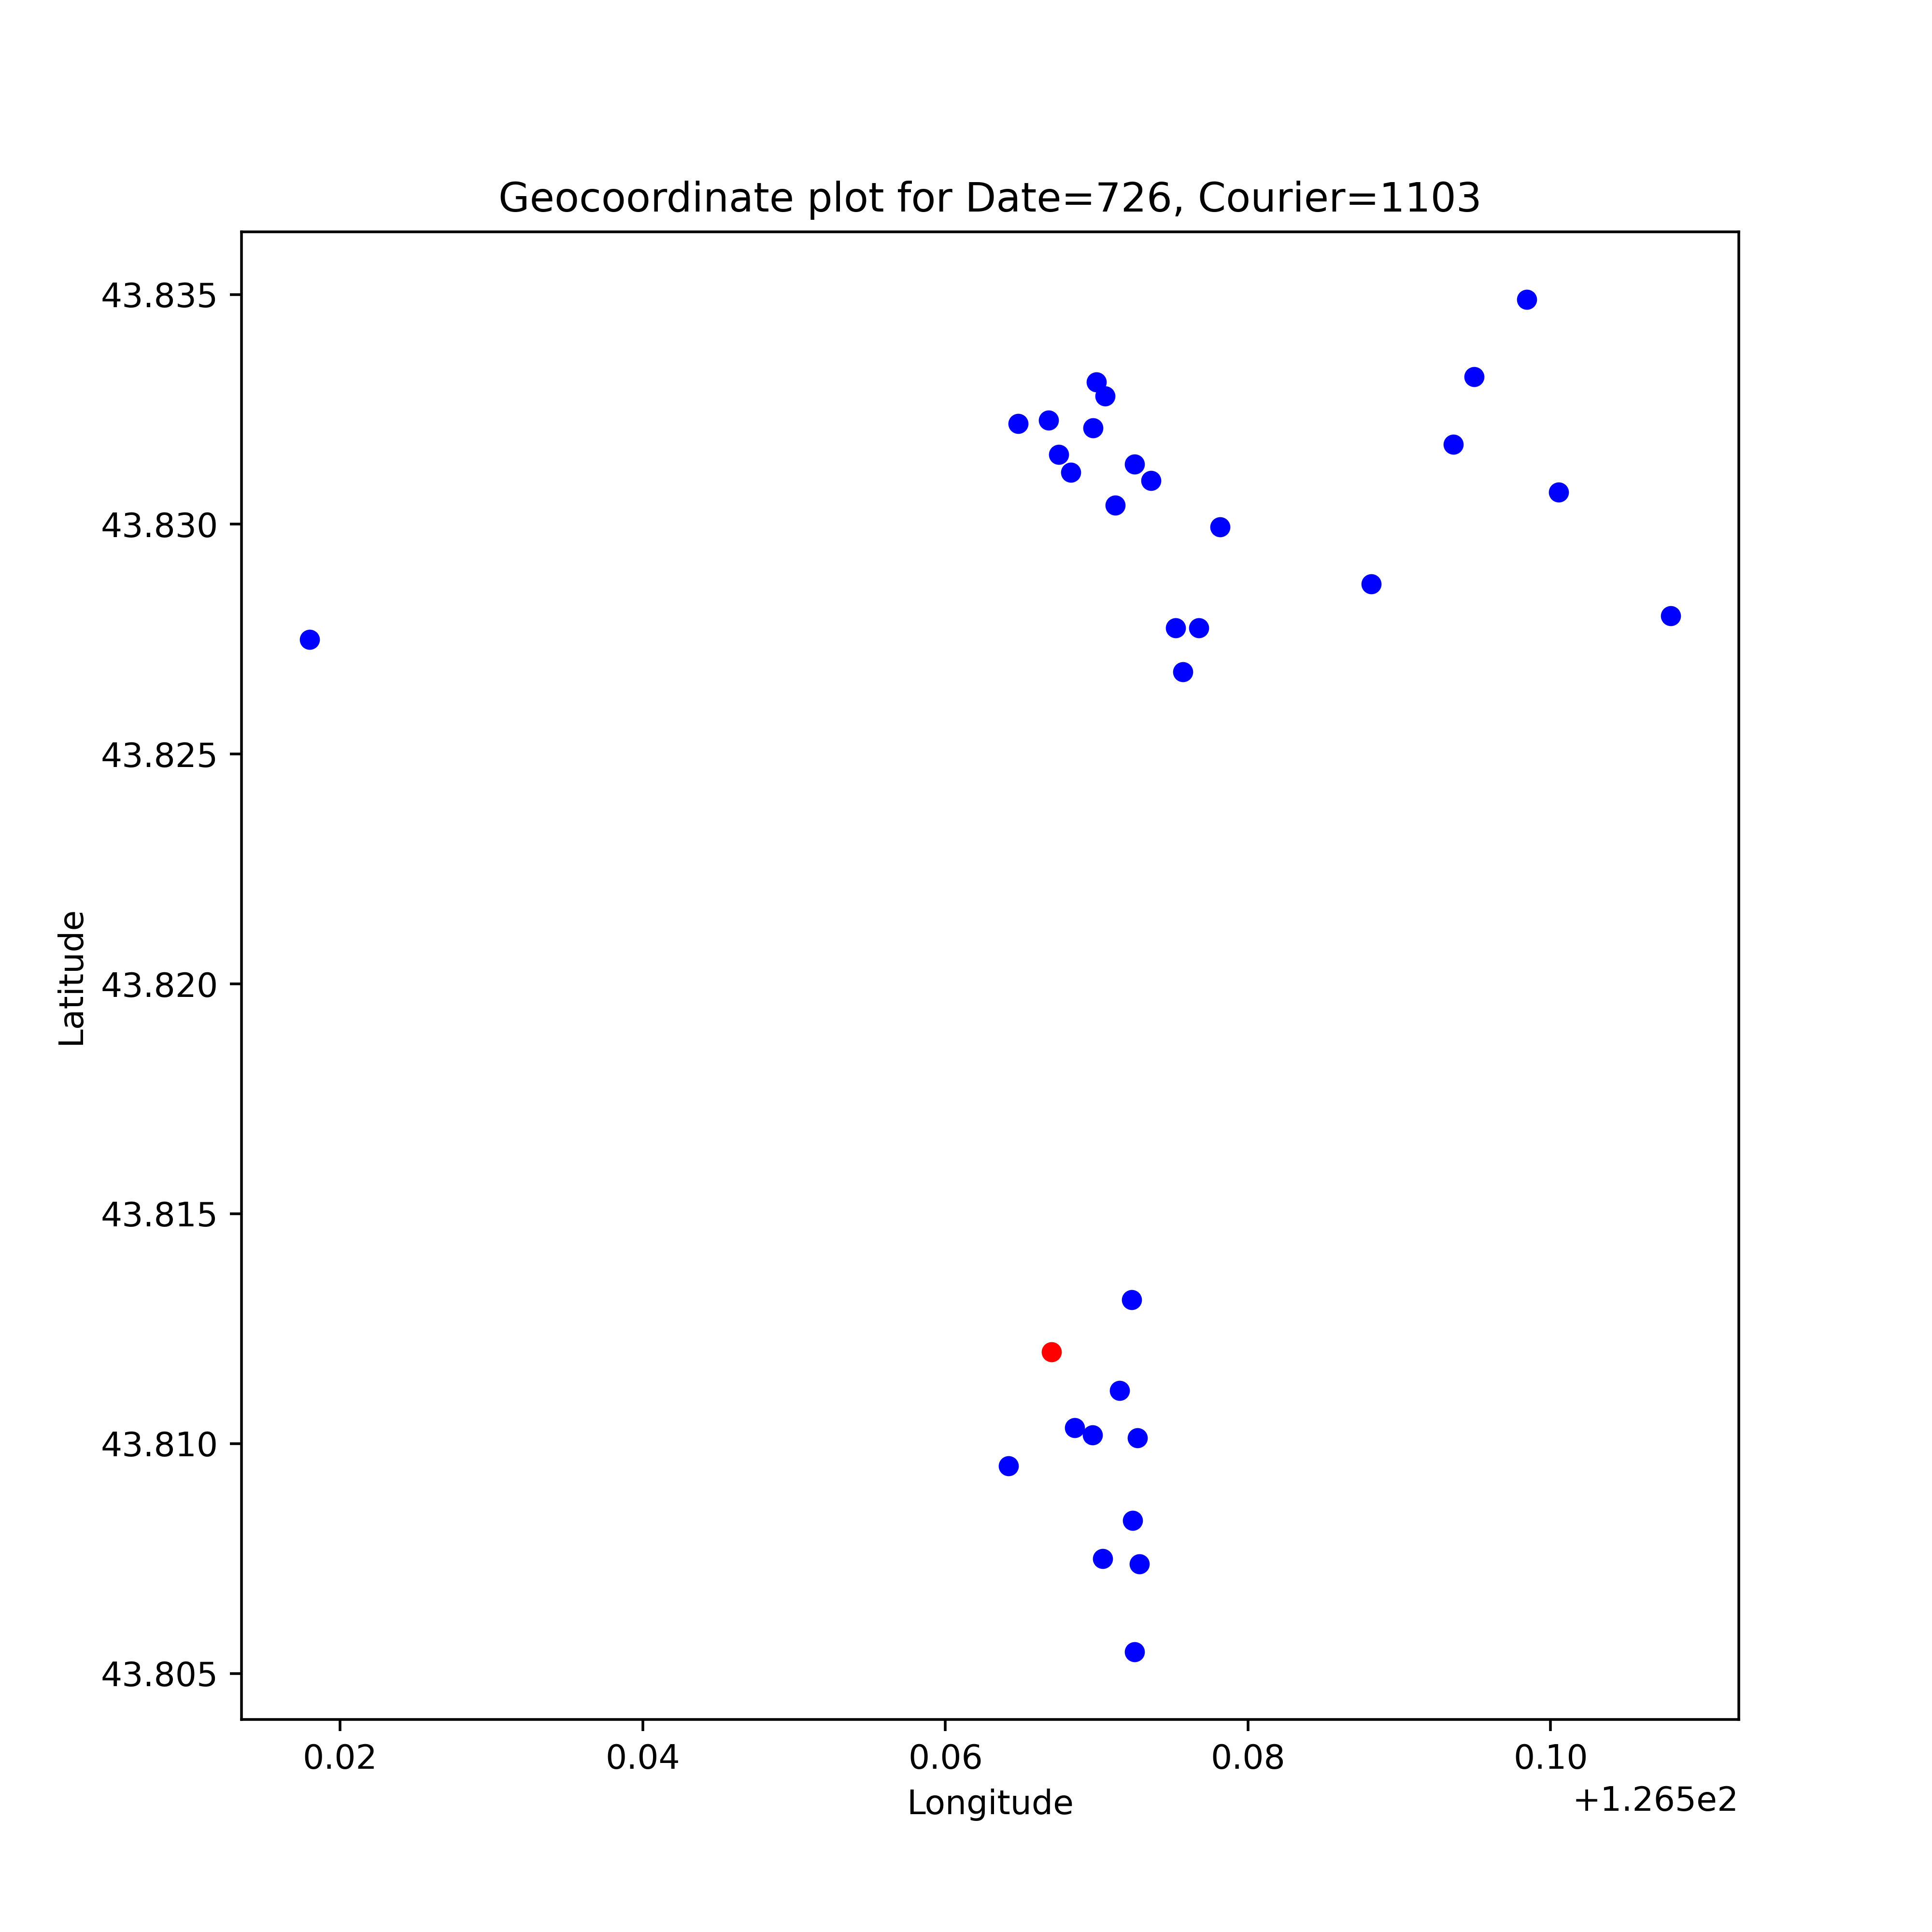 Geocoordinate plot for Date=726, Courier=1103
43.835
43.830
43.825
43.820
43.815
43.810
43.805
Latitude
0.02 0.04 0.06 0.08 0.10
Longitude
+1.265e2